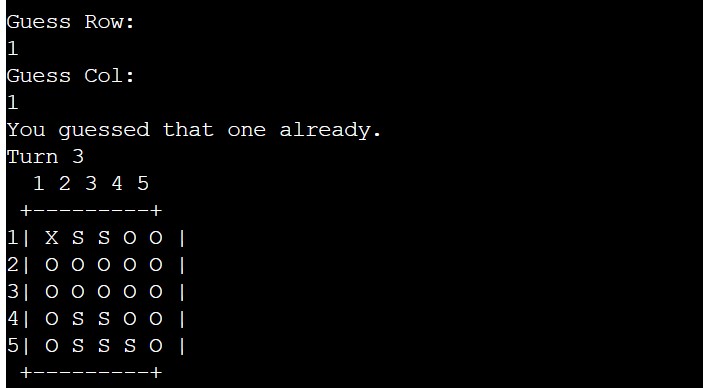 Guess Row:
1
Guess Col:
1
You guessed that one already.
Turn 3
  1 2 3 4 5
 +---------+
1| X S S O O |
2| O O O O O |
3| O O O O O |
4| O S S O O |
5| O S S S O |
 +---------+